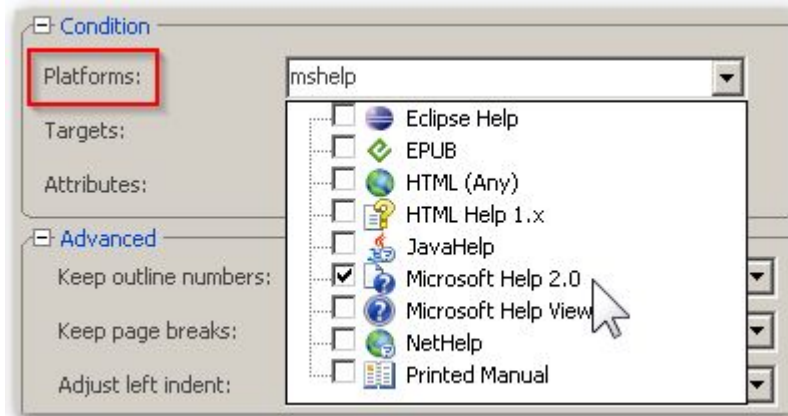 Condition
Platforms: mshelp
Eclipse Help
Targets:
EPUB
HTML (Any)
Attributes:
HTML Help 1.x
Advanced
JavaHelp
Keep outline numbers:
Microsoft Help 2.0
Microsoft Help View
Keep page breaks:
NetHelp
Printed Manual
Adjust left indent: